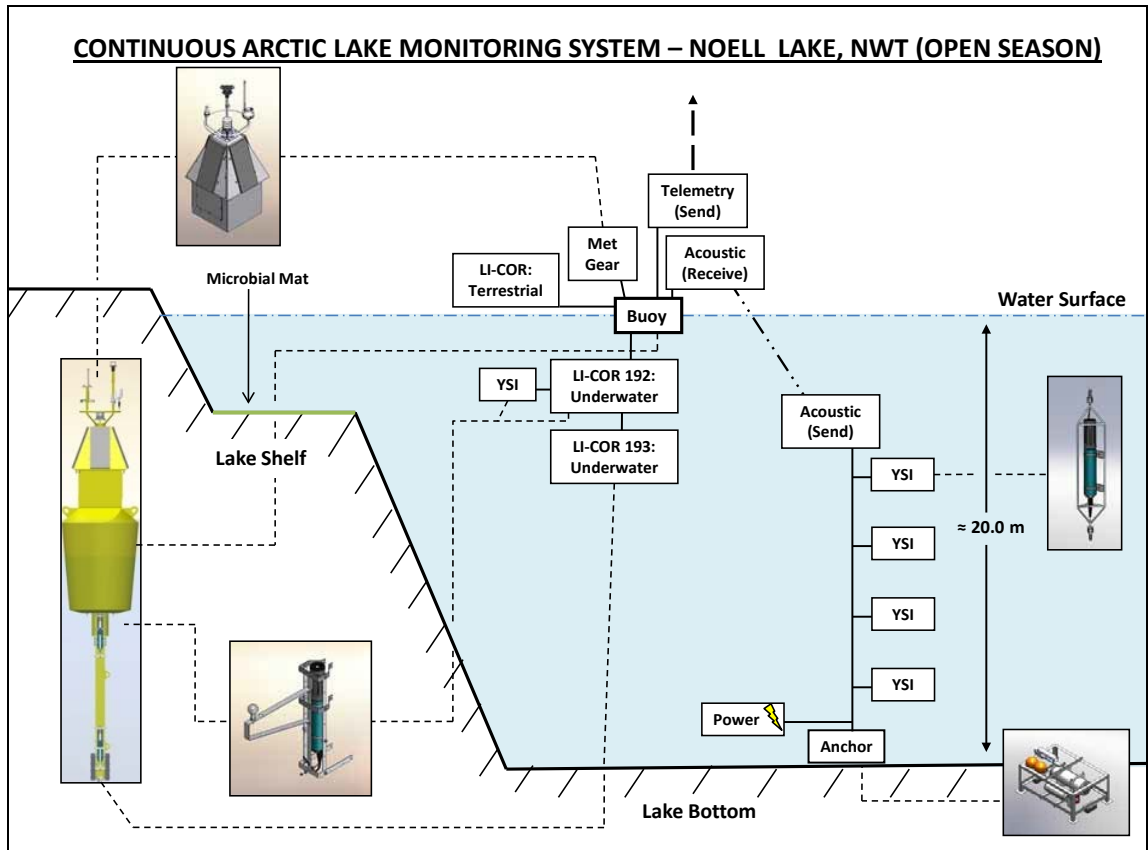 CONTINUOUS ARCTIC LAKE MONITORING SYSTEM – NOELL LAKE, NWT (OPEN SEASON)
Telemetry
(Send)
Met
Gear
Acoustic
(Receive)
LI-COR:
Terrestrial
Microbial Mat
Water Surface
Buoy
YSI
LI-COR 192:
Underwater
Acoustic
(Send)
Lake Shelf
LI-COR 193:
Underwater
YSI
≈ 20.0 m
YSI
YSI
YSI
Power
Anchor
Lake Bottom